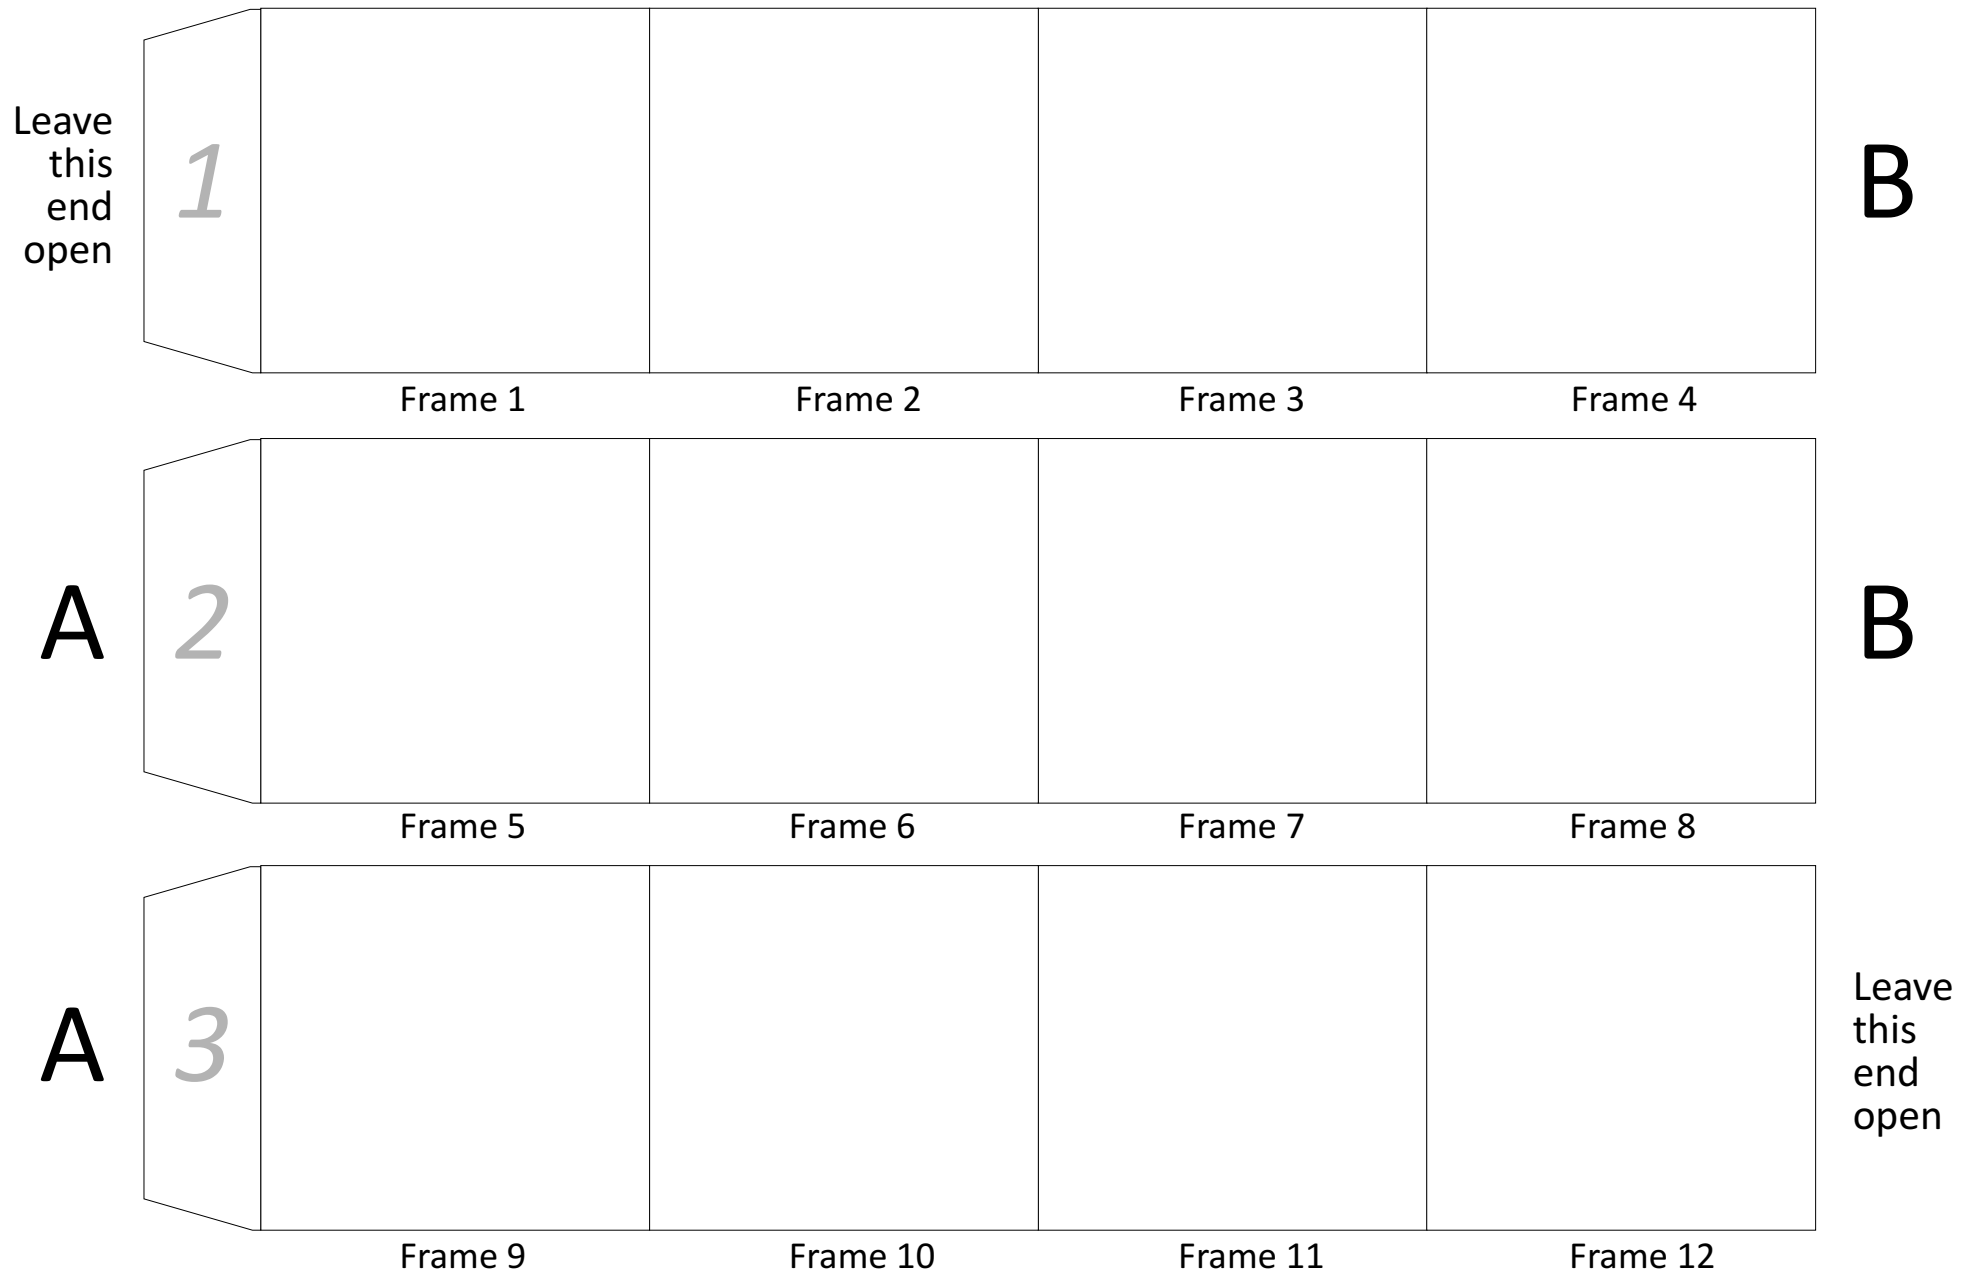 Leave
this
end
open
1
B
Frame 1
Frame 2
Frame 3
Frame 4
A
2
B
Frame 5
Frame 6
Frame 7
Frame 8
A
3
Leave
this
end
open
Frame 9
Frame 10
Frame 11
Frame 12